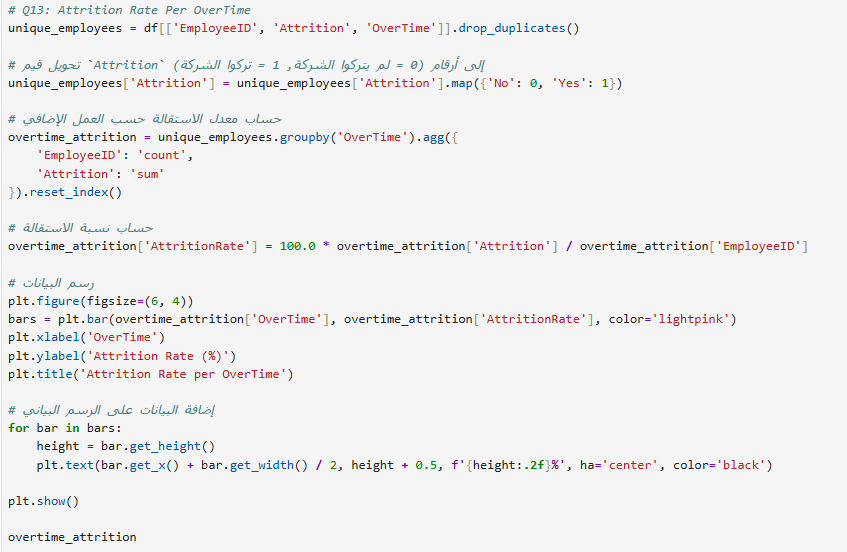 # Q13: Attrition Rate Per OverTime
unique_employees = df[['EmployeeID', 'Attrition', 'OverTime']].drop_duplicates()
# تحويل قيم `Attrition` إلى أرقام (0 = لم يتركوا الشركة, 1 = تركوا الشركة)
unique_employees['Attrition'] = unique_employees['Attrition'].map({'No': 0, 'Yes': 1})
# حساب معدل الاستقالة حسب العمل الإضافي
overtime_attrition = unique_employees.groupby('OverTime').agg({
    'EmployeeID': 'count',
    'Attrition': 'sum'
}).reset_index()
# حساب نسبة الاستقالة
overtime_attrition['AttritionRate'] = 100.0 * overtime_attrition['Attrition'] / overtime_attrition['EmployeeID']
# رسم البيانات
plt.figure(figsize=(6, 4))
bars = plt.bar(overtime_attrition['OverTime'], overtime_attrition['AttritionRate'], color='lightpink')
plt.xlabel('OverTime')
plt.ylabel('Attrition Rate (%)')
plt.title('Attrition Rate per OverTime')
# إضافة البيانات على الرسم البياني
for bar in bars:
    height = bar.get_height()
    plt.text(bar.get_x() + bar.get_width() / 2, height + 0.5, f'{height:.2f}%', ha='center', color='black')
plt.show()
overtime_attrition